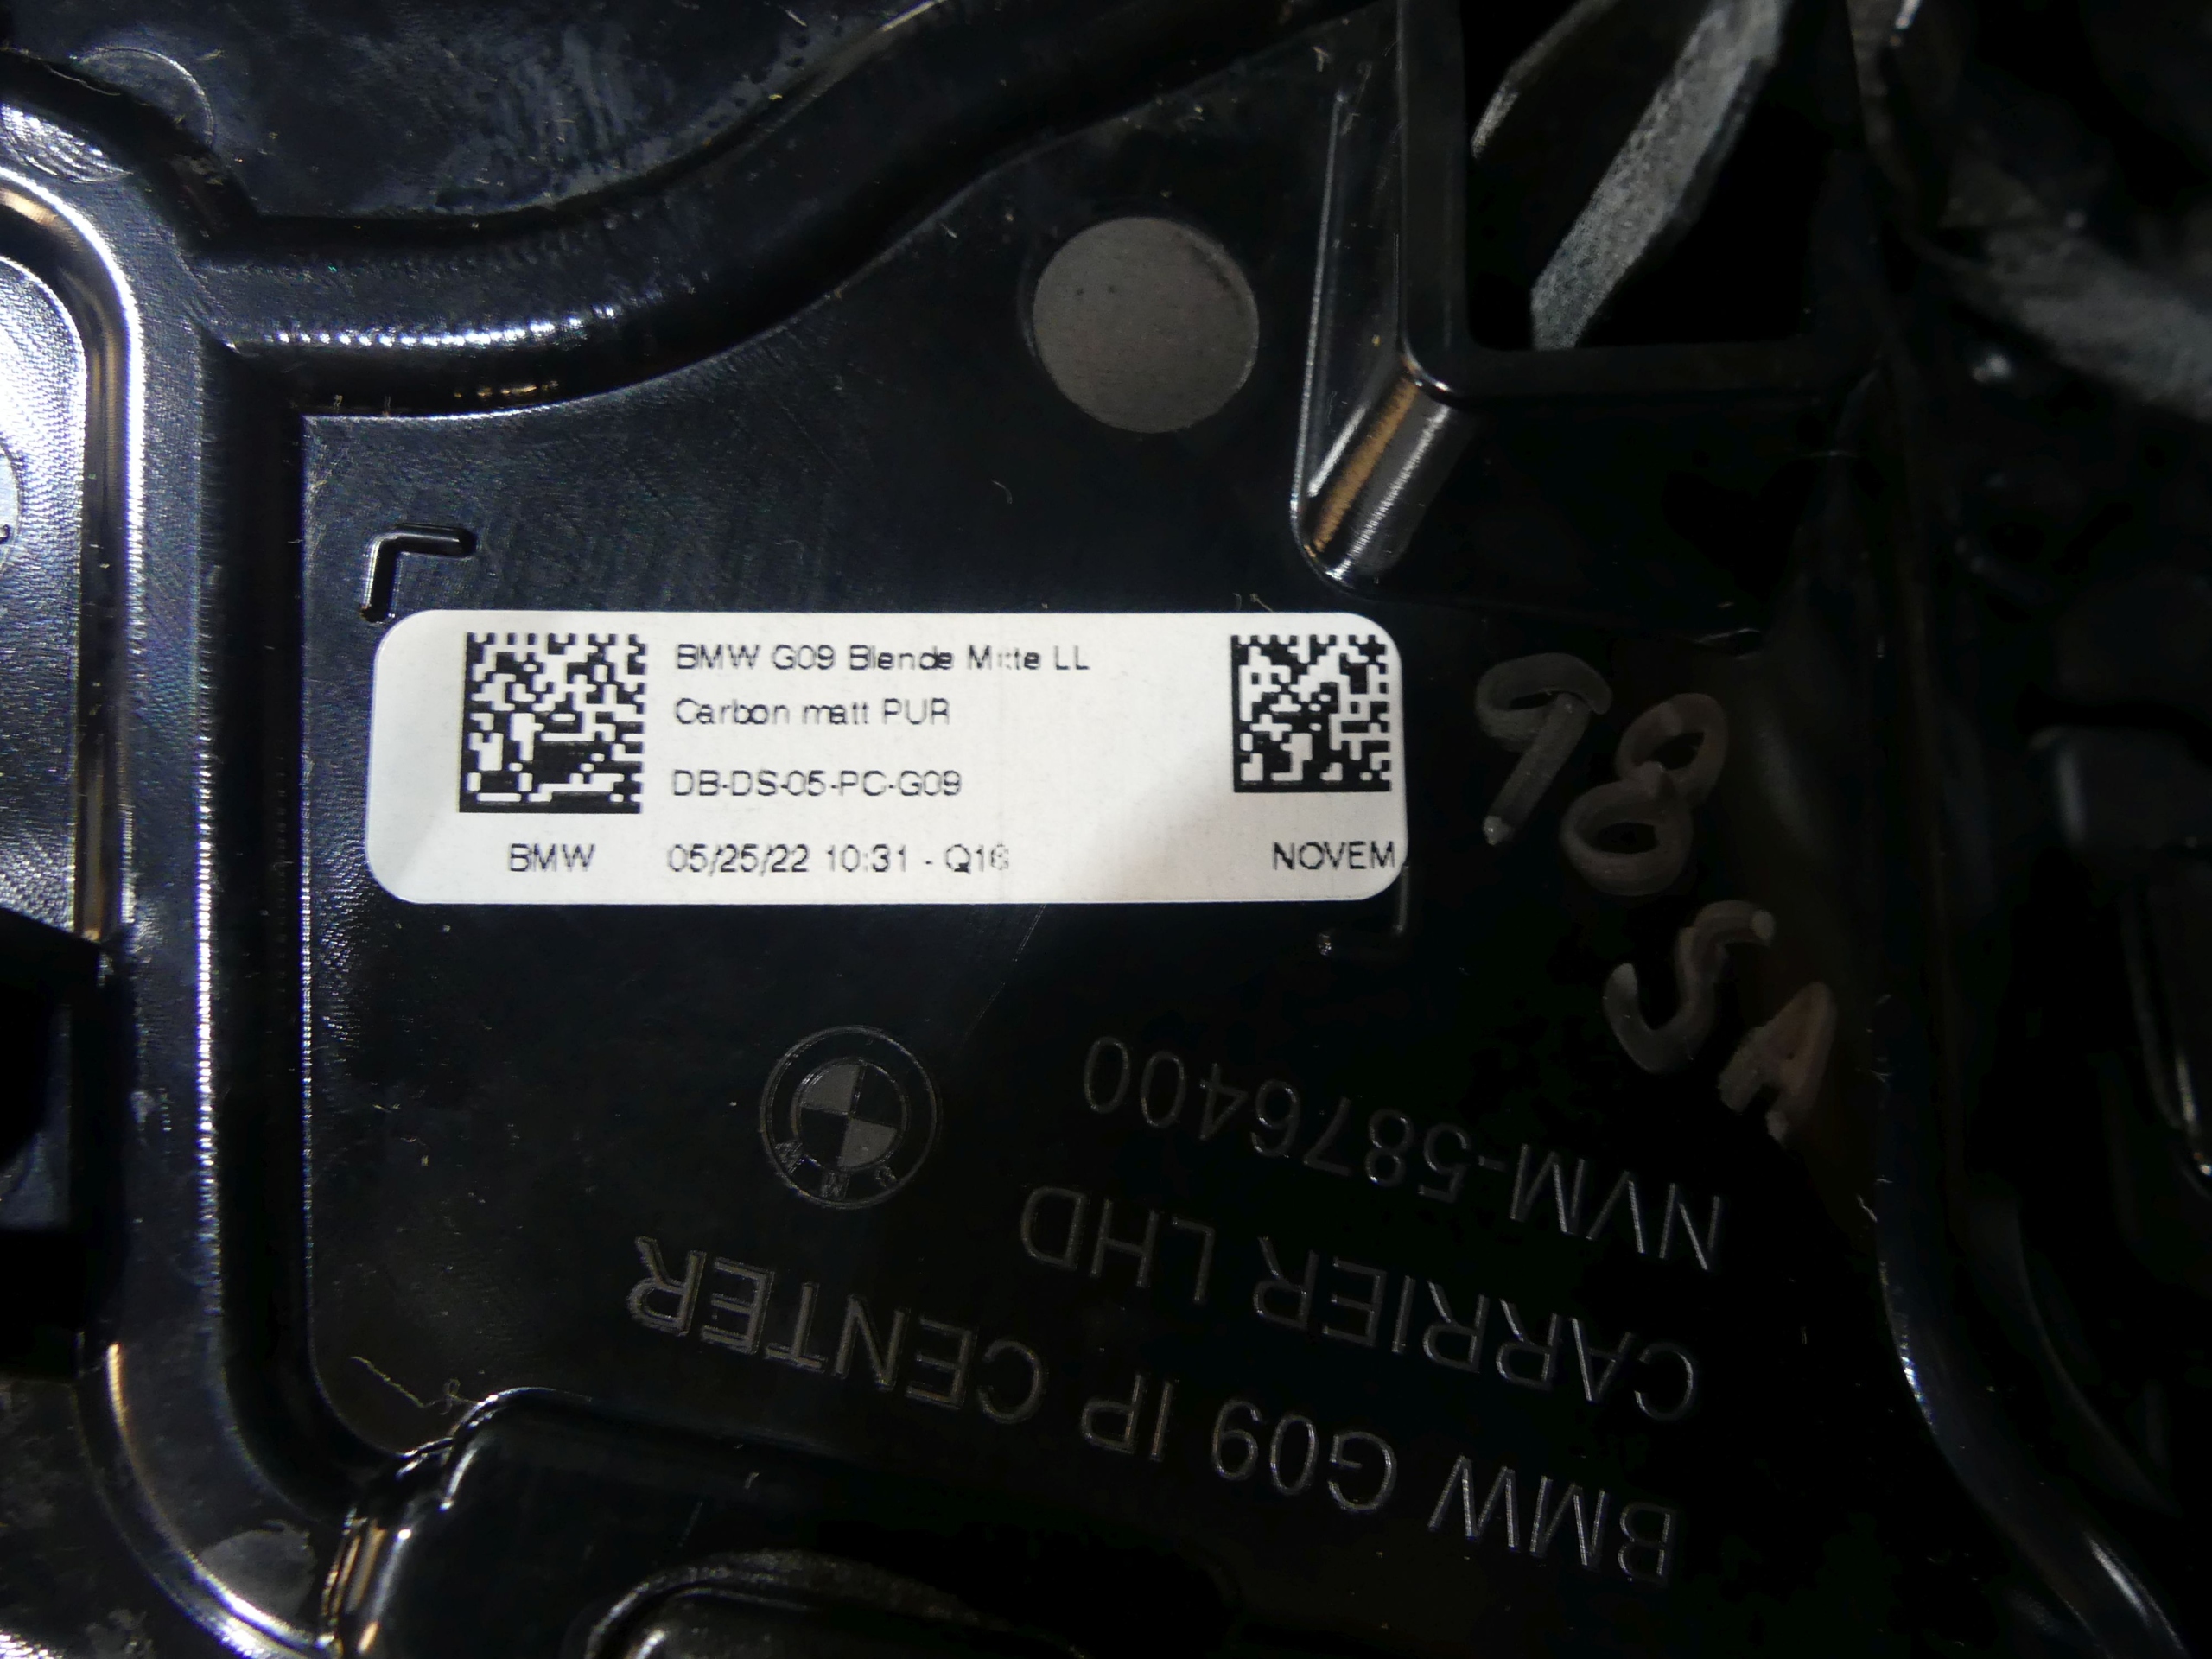 BMW G09 Blende Mitte LL
Carbon matt PUR
DB-DS-05-PC-G09
BMW 05/25/22 10:31 - Q16 NOVEM
BMW G09 IP CENTER
CARRIER LHD
NVM-5876400